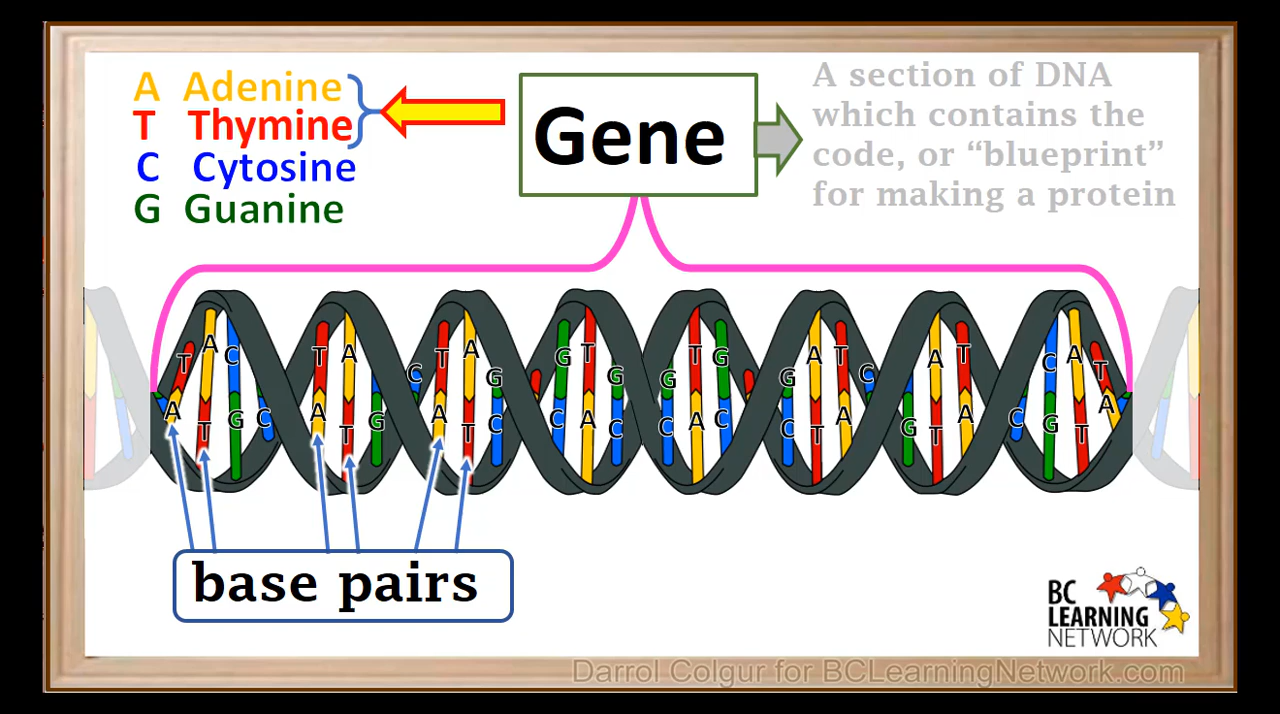 A Adenine
T Thymine
C Cytosine
G Guanine
Gene
A section of DNA
which contains the
code, or “blueprint”
for making a protein
T A C T A C T A G G T G G T G G A T C A T C A T
A T G C A T G A T C C A C C A C C T A G T A C G T A
base pairs
BC
LEARNING
NETWORK
Darrol Colgur for BCLearningNetwork.com